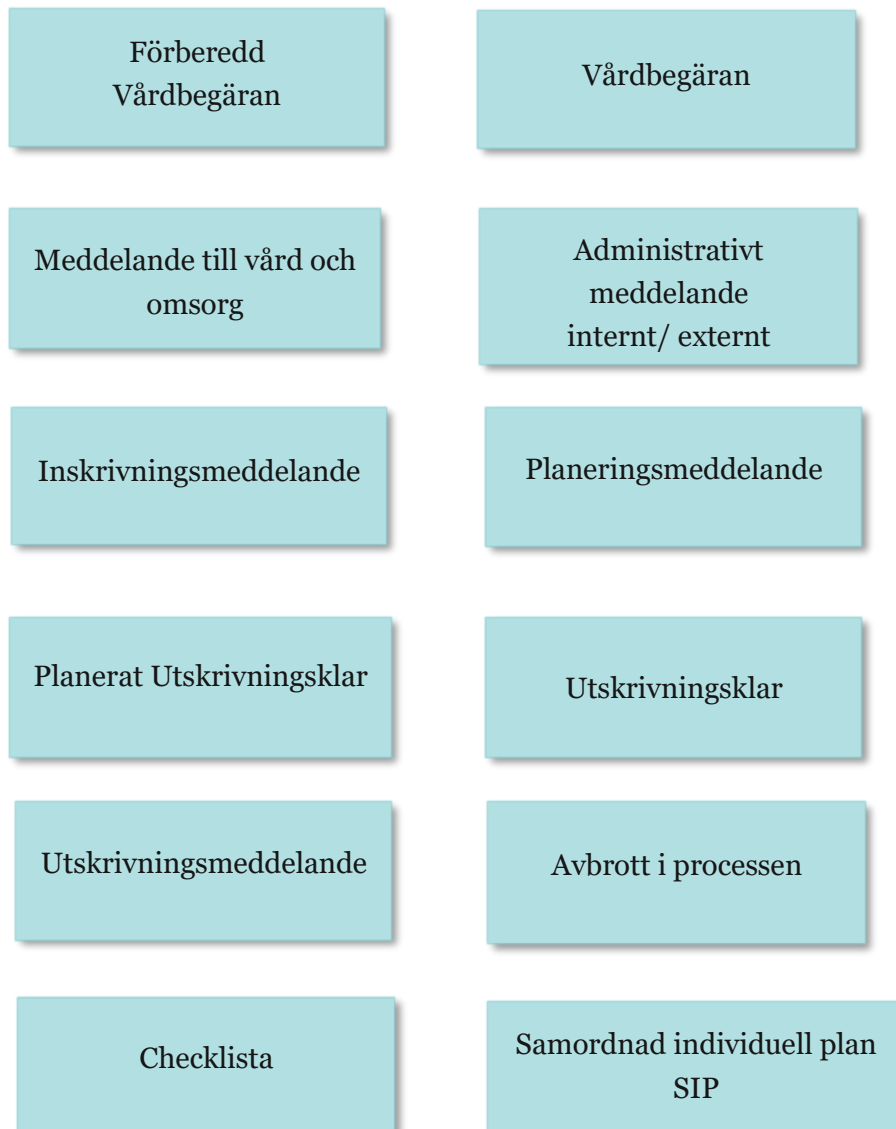 Förberedd
Vårdbegäran
Vårdbegäran
Meddelande till vård och
omsorg
Administrativt
meddelande
internt/ externt
Inskrivningsmeddelande
Planeringsmeddelande
Planerat Utskrivningsklar
Utskrivningsklar
Utskrivningsmeddelande
Avbrott i processen
Checklista
Samordnad individuell plan
SIP